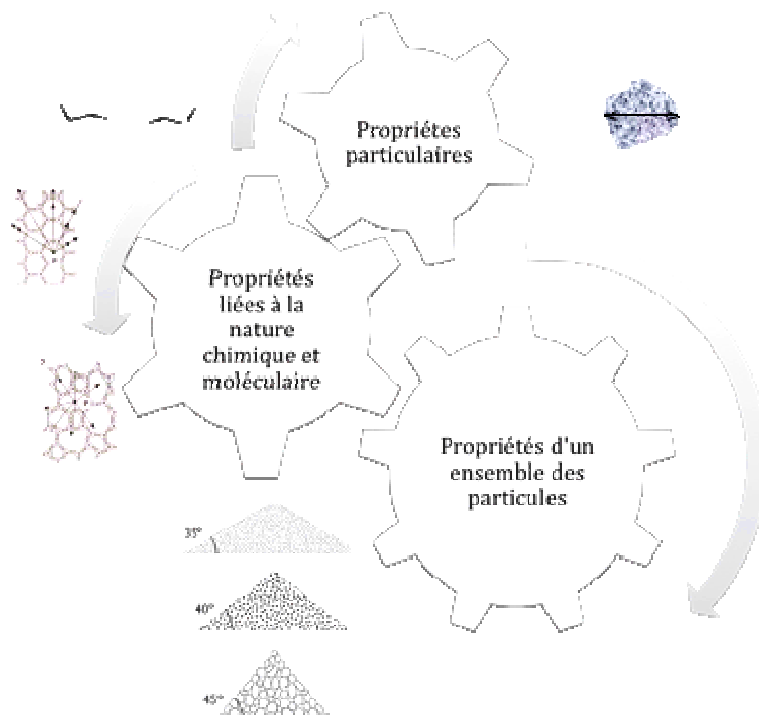 Propriétes
particulaires
Propriétés
liées à la
nature
chimique et
moléculaire
Propriétés d'un
ensemble des
particules
35°
40°
45°